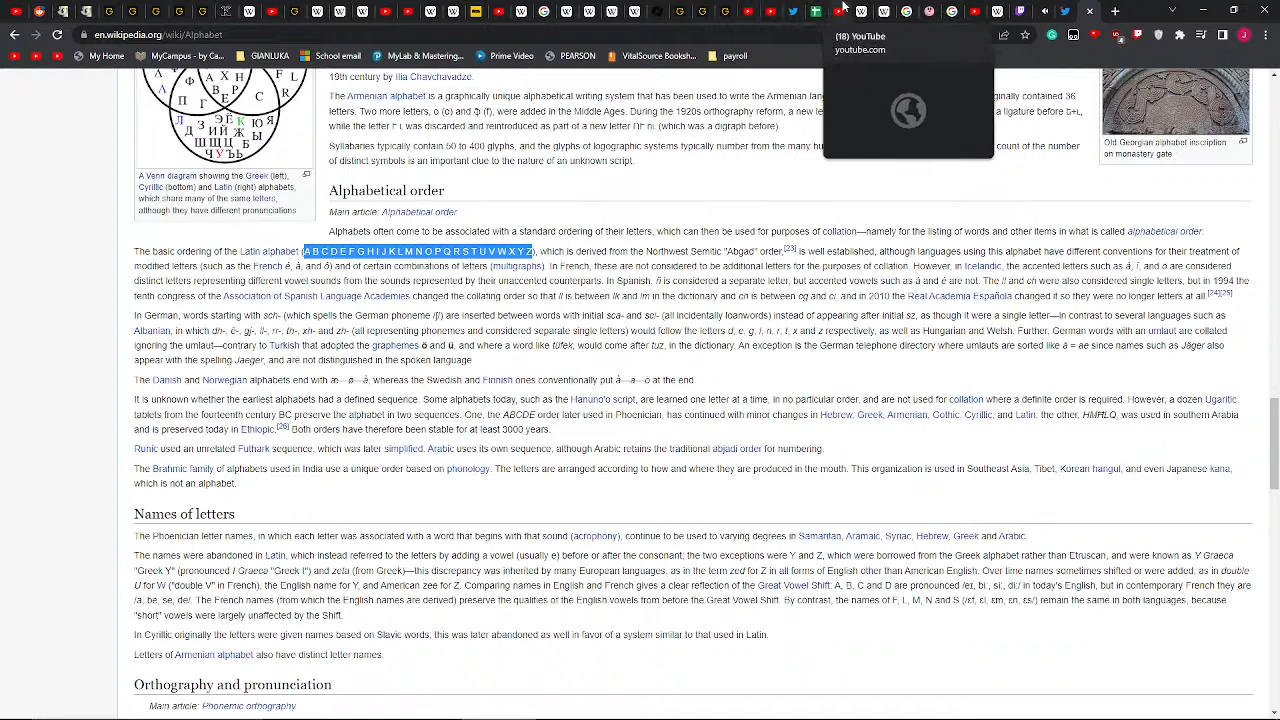 en.wikipedia.org/wiki/Alphabet
(18) YouTube
youtube.com
My Home
MyCampus - by Ca...
GIANLUKA
School email
MyLab & Mastering...
Prime Video
PEARSON
VitalSource Booksh...
payroll
19th century by Ilia Chavchavadze.
The Armenian alphabet is a graphically unique alphabetical writing system that has been used to write the Armenian
ginally contained 36
letters. Two more letters, o (o) and ф (f), were added in the Middle Ages. During the 1920s orthography reform, a new
a ligature before
while the letter
was discarded and reintroduced as part of a new letter
(which was a digraph before).
Syllabaries typically contain 50 to 400 glyphs, and the glyphs of logographic systems typically number from the many
count of the number
of distinct symbols is an important clue to the nature of an unknown script.
A Venn diagram showing the Greek (left),
Cyrillic (bottom) and Latin (right) alphabets,
which share many of the same letters,
although they have different pronunciations
Old Georgian alphabet inscription
on monastery gate
Alphabetical order
Main article: Alphabetical order
Alphabets often come to be associated with a standard ordering of their letters, which can then be used for purposes of collation—namely for the listing of words and other items in what is called alphabetical order.
The basic ordering of the Latin alphabet (A B C D E F G H I J K L M N O P Q R S T U V W X Y Z), which is derived from the Northwest Semitic "Abgad" order,[23] is well established, although languages using this alphabet have different conventions for their treatment of
modified letters (such as the French é, à, and ô) and of certain combinations of letters (multigraphs). In French, these are not considered to be additional letters for the purposes of collation. However, in Icelandic, the accented letters such as á, í, and ö are considered
distinct letters representing different vowel sounds from the sounds represented by their unaccented counterparts. In Spanish, ñ is considered a separate letter, but accented vowels such as á and é are not. The ll and ch were also considered single letters, but in 1994 the
tenth congress of the Association of Spanish Language Academies changed the collating order so that ll is between lk and lm in the dictionary and ch is between cg and ci, and in 2010 the Real Academia Española changed it so they were no longer letters at all.[24][25]
In German, words starting with sch- (which spells the German phoneme /ʃ/) are inserted between words with initial sca- and sci- (all incidentally loanwords) instead of appearing after initial sz, as though it were a single letter—in contrast to several languages such as
Albanian, in which dh-, ë-, gj-, ll-, rr-, th-, xh- and zh- (all representing phonemes and considered separate single letters) would follow the letters d, e, g, l, n, r, t, x and z respectively, as well as Hungarian and Welsh. Further, German words with an umlaut are collated
ignoring the umlaut—contrary to Turkish that adopted the graphemes ö and ü, and where a word like tüfek, would come after tuz, in the dictionary. An exception is the German telephone directory where umlauts are sorted like ä = ae since names such as Jäger also
appear with the spelling Jaeger, and are not distinguished in the spoken language
The Danish and Norwegian alphabets end with æ—ø—å, whereas the Swedish and Finnish ones conventionally put å—ä—ö at the end
It is unknown whether the earliest alphabets had a defined sequence. Some alphabets today, such as the Hanuno'o script, are learned one letter at a time, in no particular order, and are not used for collation where a definite order is required. However, a dozen Ugaritic
tablets from the fourteenth century BC preserve the alphabet in two sequences. One, the ABCDE order later used in Phoenician, has continued with minor changes in Hebrew, Greek, Armenian, Gothic, Cyrillic, and Latin; the other, HMĦLQ, was used in southern Arabia
and is preserved today in Ethiopic.[26] Both orders have therefore been stable for at least 3000 years.
Runic used an unrelated Futhark sequence, which was later simplified. Arabic uses its own sequence, although Arabic retains the traditional abjadi order for numbering.
The Brahmic family of alphabets used in India use a unique order based on phonology: The letters are arranged according to how and where they are produced in the mouth. This organization is used in Southeast Asia, Tibet, Korean hangul, and even Japanese kana,
which is not an alphabet.
Names of letters
The Phoenician letter names, in which each letter was associated with a word that begins with that sound (acrophony), continue to be used to varying degrees in Samaritan, Aramaic, Syriac, Hebrew, Greek and Arabic.
The names were abandoned in Latin, which instead referred to the letters by adding a vowel (usually e) before or after the consonant; the two exceptions were Y and Z, which were borrowed from the Greek alphabet rather than Etruscan, and were known as Y Graeca
"Greek Y" (pronounced I Graeca "Greek I") and zeta (from Greek)—this discrepancy was inherited by many European languages, as in the term zed for Z in all forms of English other than American English. Over time names sometimes shifted or were added, as in double
U for W ("double V" in French), the English name for Y, and American zee for Z. Comparing names in English and French gives a clear reflection of the Great Vowel Shift: A, B, C and D are pronounced /eɪ, biː, siː, diː/ in today's English, but in contemporary French they are
/a, be, se, de/. The French names (from which the English names are derived) preserve the qualities of the English vowels from before the Great Vowel Shift. By contrast, the names of F, L, M, N and S (/ɛf, ɛl, ɛm, ɛn, ɛs/) remain the same in both languages, because
"short" vowels were largely unaffected by the Shift.
In Cyrillic originally the letters were given names based on Slavic words; this was later abandoned as well in favor of a system similar to that used in Latin.
Letters of Armenian alphabet also have distinct letter names.
Orthography and pronunciation
Main article: Phonemic orthography